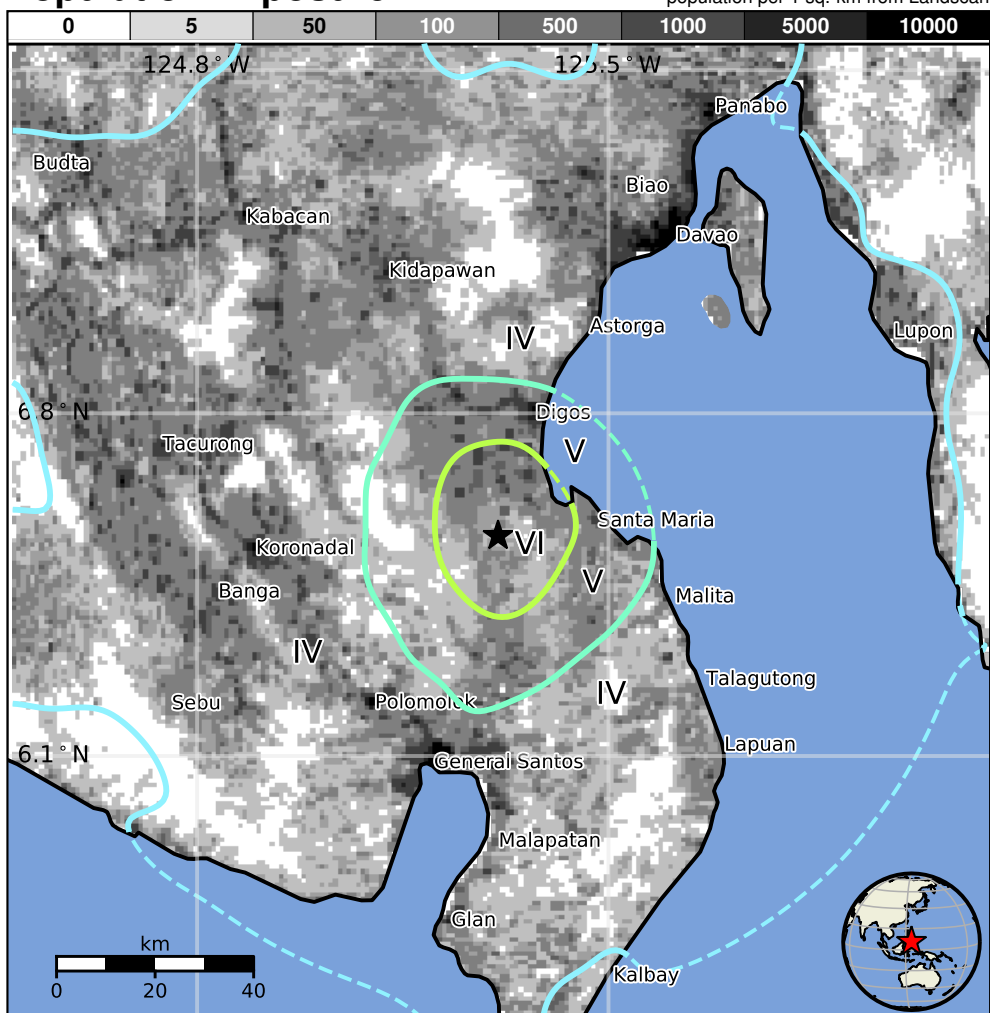 population per 1 sq. km from Landscan
0 5 50 100 500 1000 5000 10000
124.8°W 125.5°W
Panabo
Budta
Biao
Kabacan
Davao
Kidapawan
Astorga
IV
Lupon
6.8°N
Digos
Tacurong
V
Santa Maria
VI
Koronadal
V
Banga
Malita
IV
Talagutong
IV
Sebu
Polomolok
Lapuan
6.1°N
General Santos
Malapatan
Glan
km
Kalbay
0 20 40